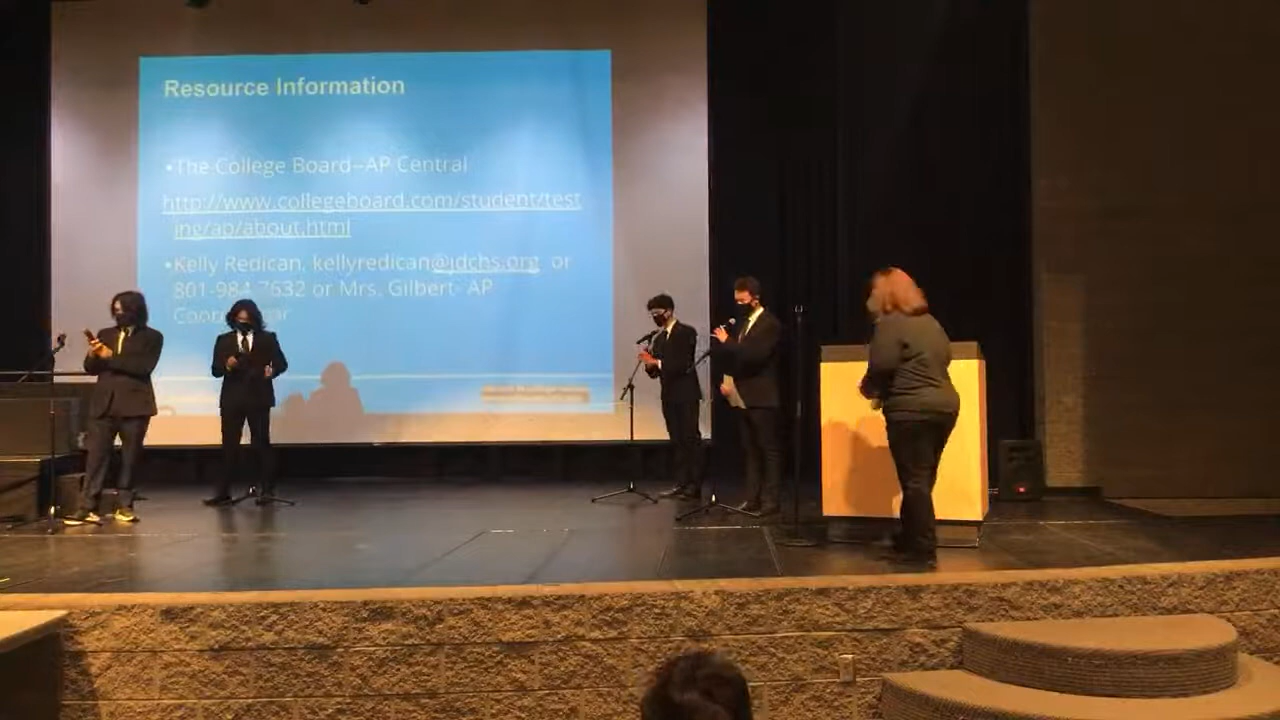 Resource Information
•The College Board–AP Central
http://www.collegeboard.com/student/test
ing/ap/about.html
•Kelly Redican, kellyredican@jdchs.org or
801-984-7632 or Mrs. Gilbert- AP